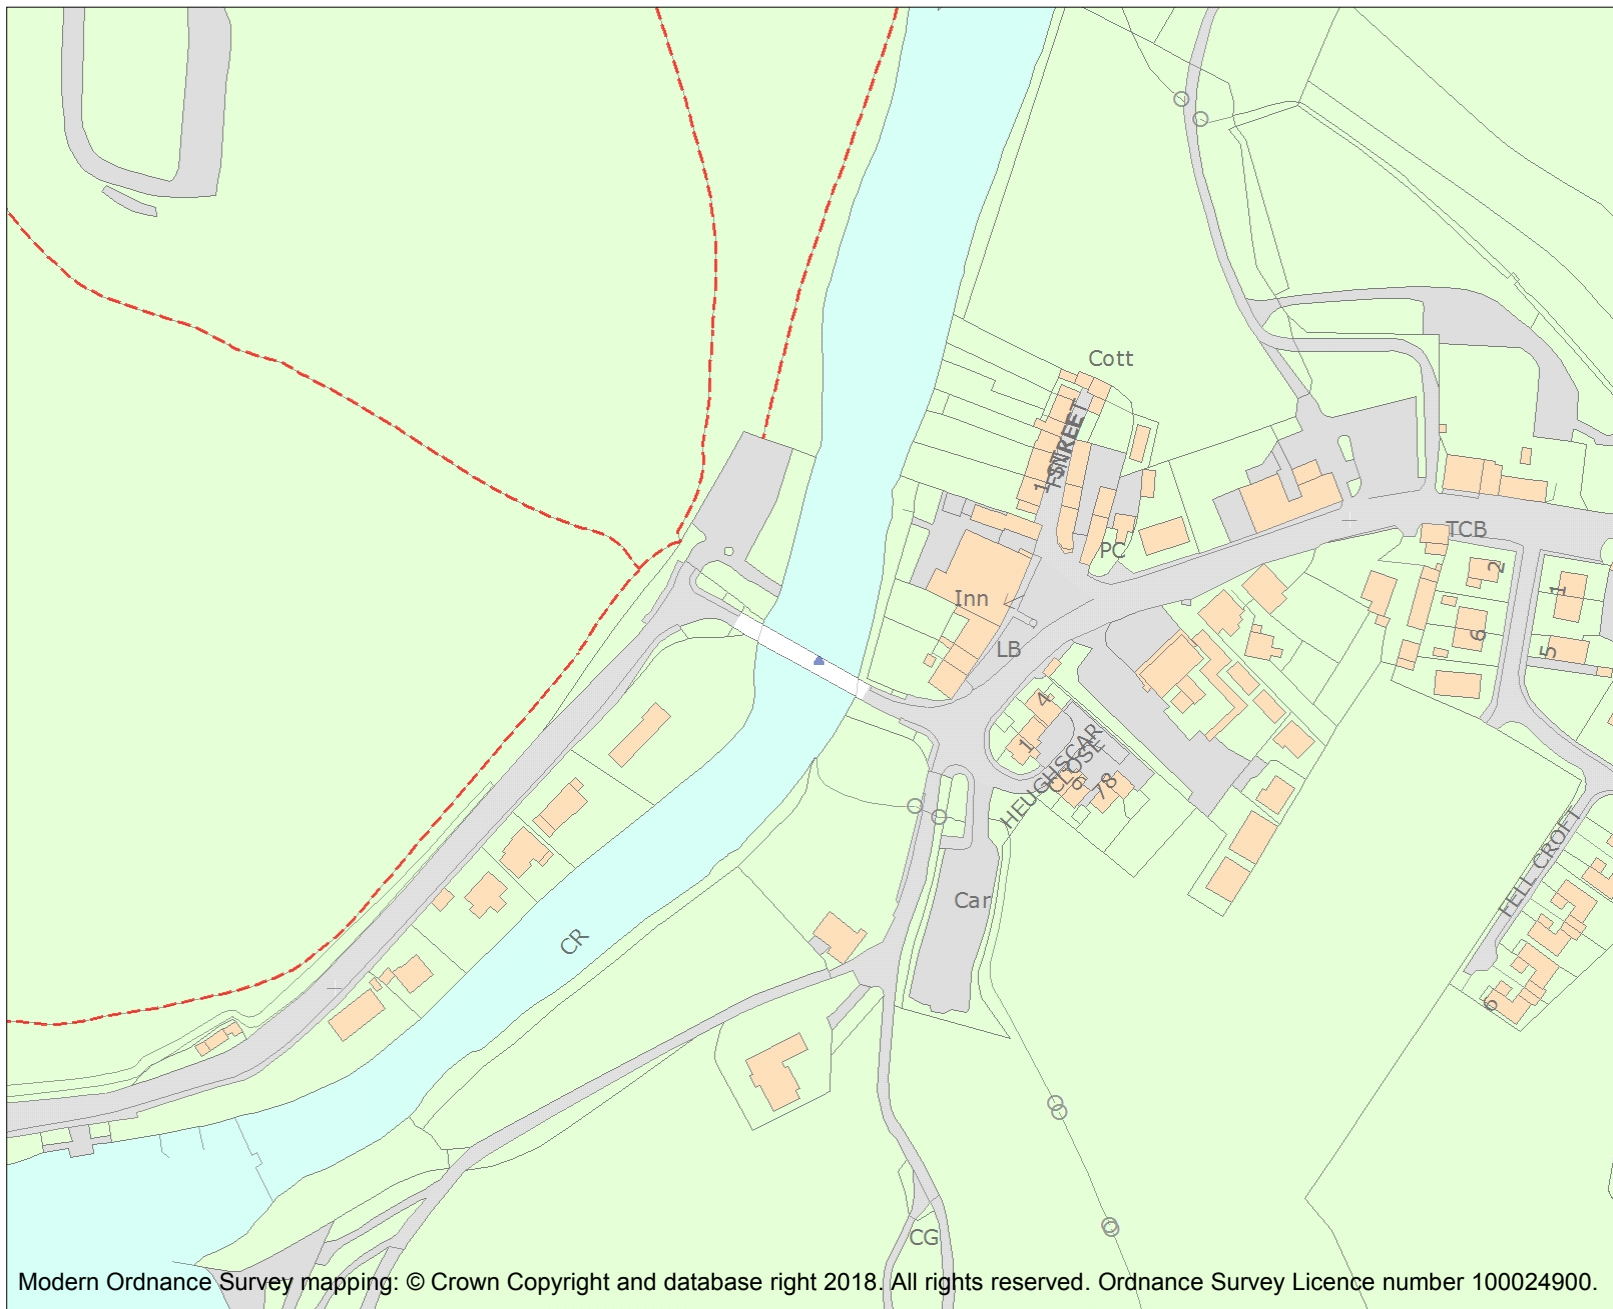 Cott
TCB
PC
2
1
Inn
LB
6
5
4
1
HEUGHSCAR
CLOSE
6
78
FELL CROFT
Car
CR
6
CG
Modern Ordnance Survey mapping: © Crown Copyright and database right 2018. All rights reserved. Ordnance Survey Licence number 100024900.